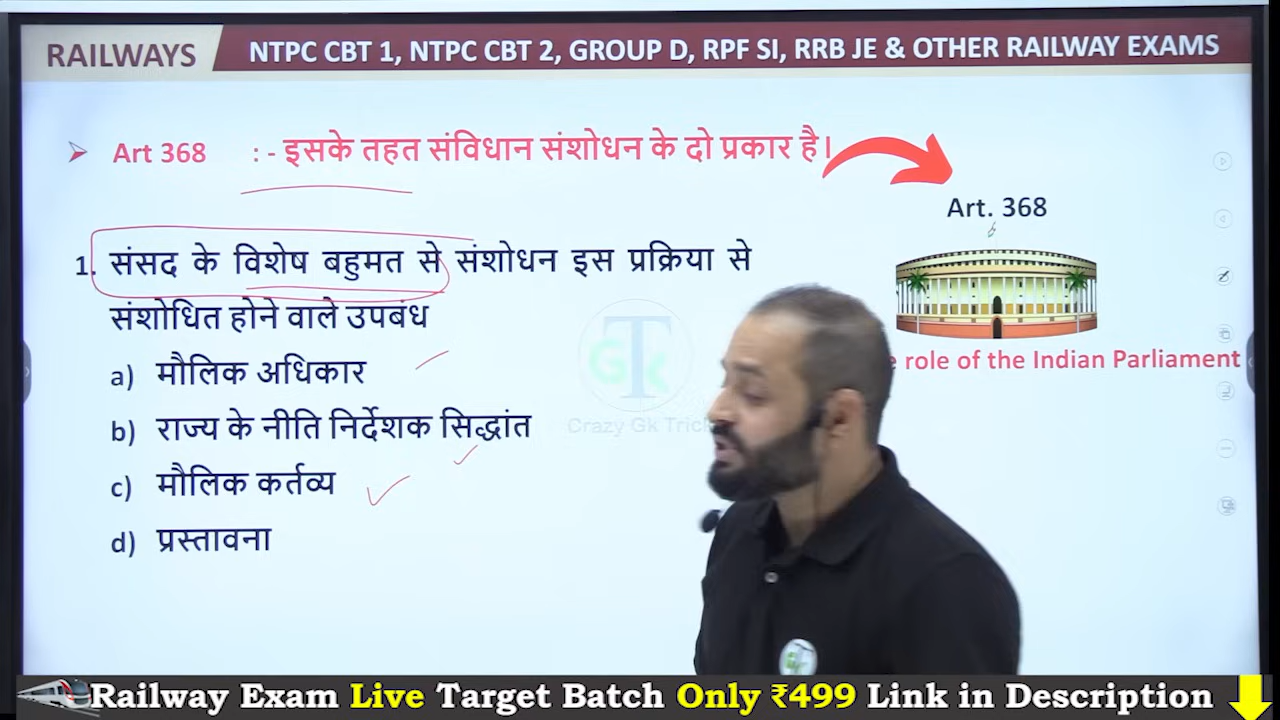 RAILWAYS
NTPC CBT 1, NTPC CBT 2, GROUP D, RPF SI, RRB JE & OTHER RAILWAY EXAMS
➢ Art 368 : - इसके तहत संविधान संशोधन के दो प्रकार है।
Art. 368
1. संसद के विशेष बहुमत से संशोधन इस प्रक्रिया से
संशोधित होने वाले उपबंध
role of the Indian Parliament
a) मौलिक अधिकार
b) राज्य के नीति निर्देशक सिद्धांत
c) मौलिक कर्तव्य
d) प्रस्तावना
TGk
Crazy Gk Trick
Railway Exam Live Target Batch Only ₹499 Link in Description